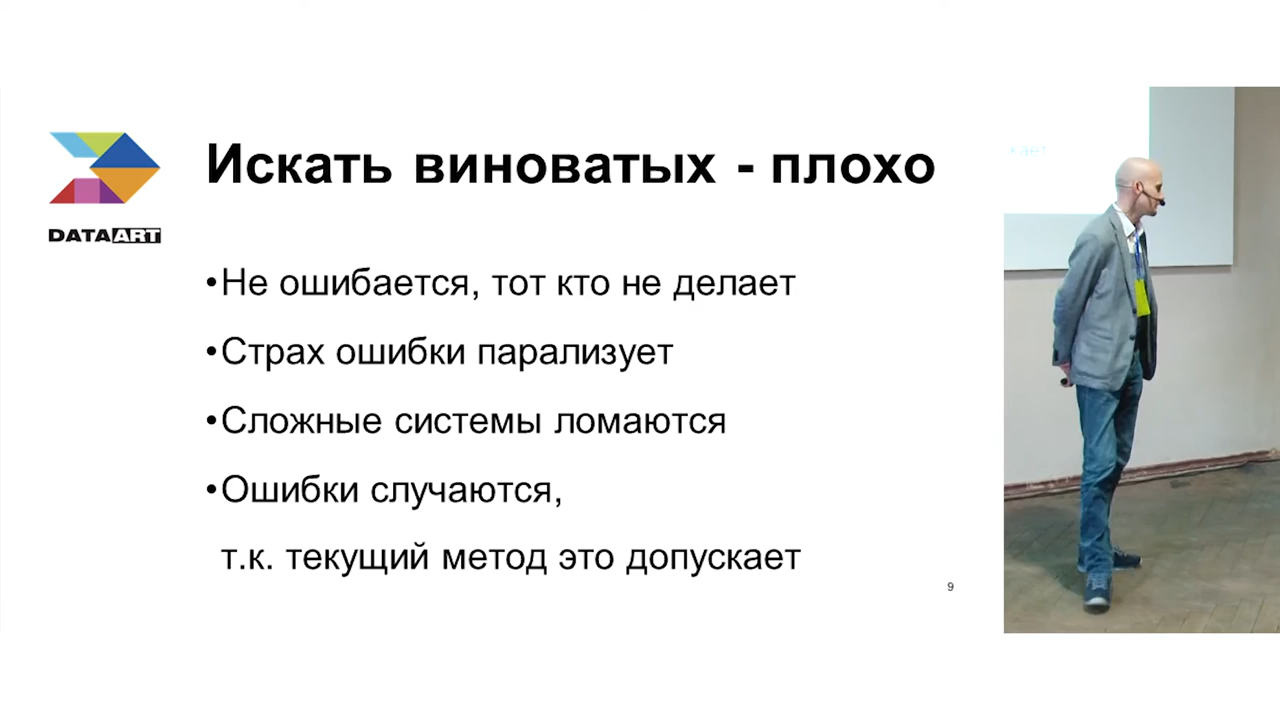 DATAART
Искать виноватых - плохо
•Не ошибается, тот кто не делает
•Страх ошибки парализует
•Сложные системы ломаются
•Ошибки случаются,
т.к. текущий метод это допускает
9